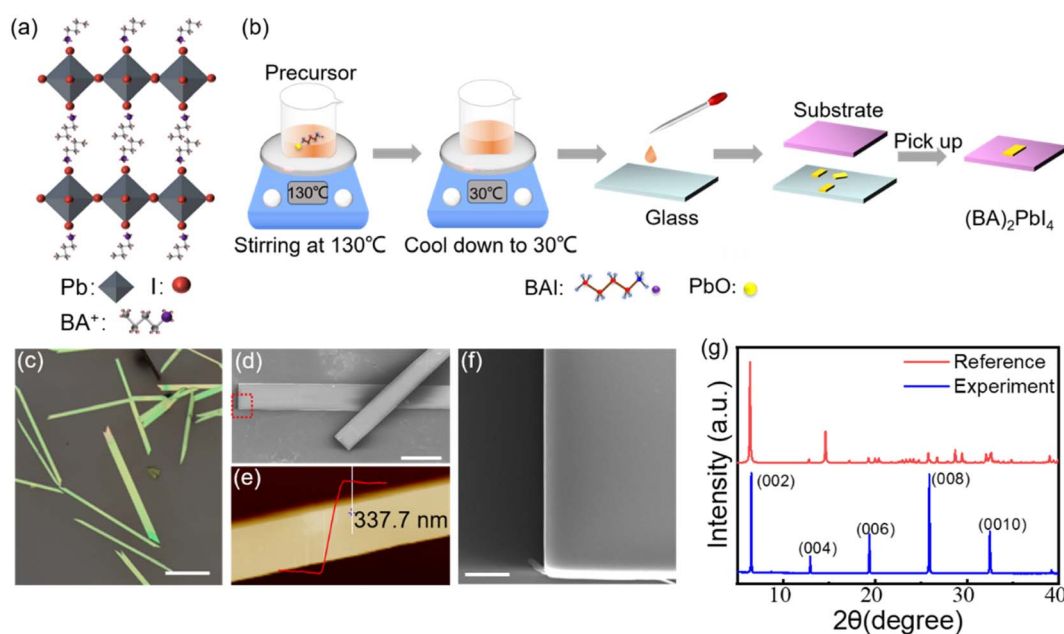 (a)
Pb:
I:
BA⁺:
(b)
Precursor
130℃
Stirring at 130℃
30℃
Cool down to 30℃
Glass
Substrate
Pick up
(BA)₂PbI₄
BAI:
PbO:
(c)
(d)
(e)
337.7 nm
(f)
(g)
Reference
Experiment
Intensity (a.u.)
(002)
(004)
(006)
(008)
(0010)
10 20 30 40
2θ(degree)